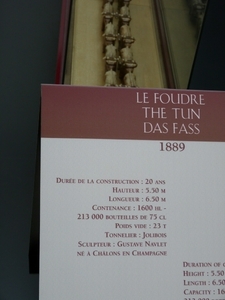 LE FOUDRE
THE TUN
DAS FASS
1889
DURÉE DE LA CONSTRUCTION : 20 ANS
HAUTEUR : 5.50 M
LONGUEUR : 6.50 M
CONTENANCE : 1600 HL -
213 000 BOUTEILLES DE 75 CL
POIDS VIDE : 23 T
TONNELIER : JOLIBOIS
SCULPTEUR : GUSTAVE NAVLET
NE A CHÂLONS EN CHAMPAGNE
DURATION OF
HEIGHT : 5.50
LENGTH : 6.50
CAPACITY : 16